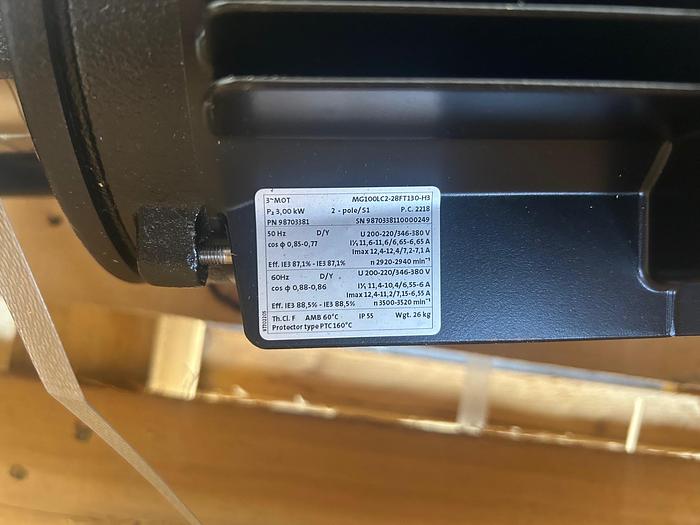 3~MOT MG100LC2-28FT130-H3
P₂ 3,00 kW 2 - pole/S1 P.C. 2218
PN 98703381 SN 9870338110000249
50 Hz D/Y U 200-220/346-380 V
cos φ 0,85-0,77 I¹⁄₁ 11,6-11,6/6,65-6,65 A
Imax 12,4-12,4/7,2-7,1 A
Eff. IE3 87,1% - IE3 87,1% n 2920-2940 min⁻¹
60Hz D/Y U 200-220/346-380 V
cos φ 0,88-0,86 I¹⁄₁ 11,4-10,4/6,55-6 A
Imax 12,4-11,2/7,15-6,55 A
Eff. IE3 88,5% - IE3 88,5% n 3500-3520 min⁻¹
Th.Cl. F AMB 60°C IP 55 Wgt. 26 kg
Protector type PTC 160°C